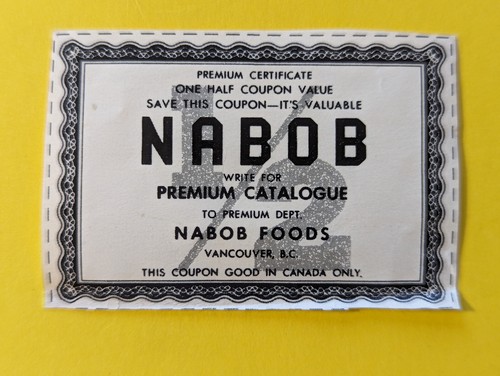 PREMIUM CERTIFICATE
ONE HALF COUPON VALUE
SAVE THIS COUPON—IT'S VALUABLE
NABOB
1/2
WRITE FOR
PREMIUM CATALOGUE
TO PREMIUM DEPT.
NABOB FOODS
VANCOUVER, B.C.
THIS COUPON GOOD IN CANADA ONLY.